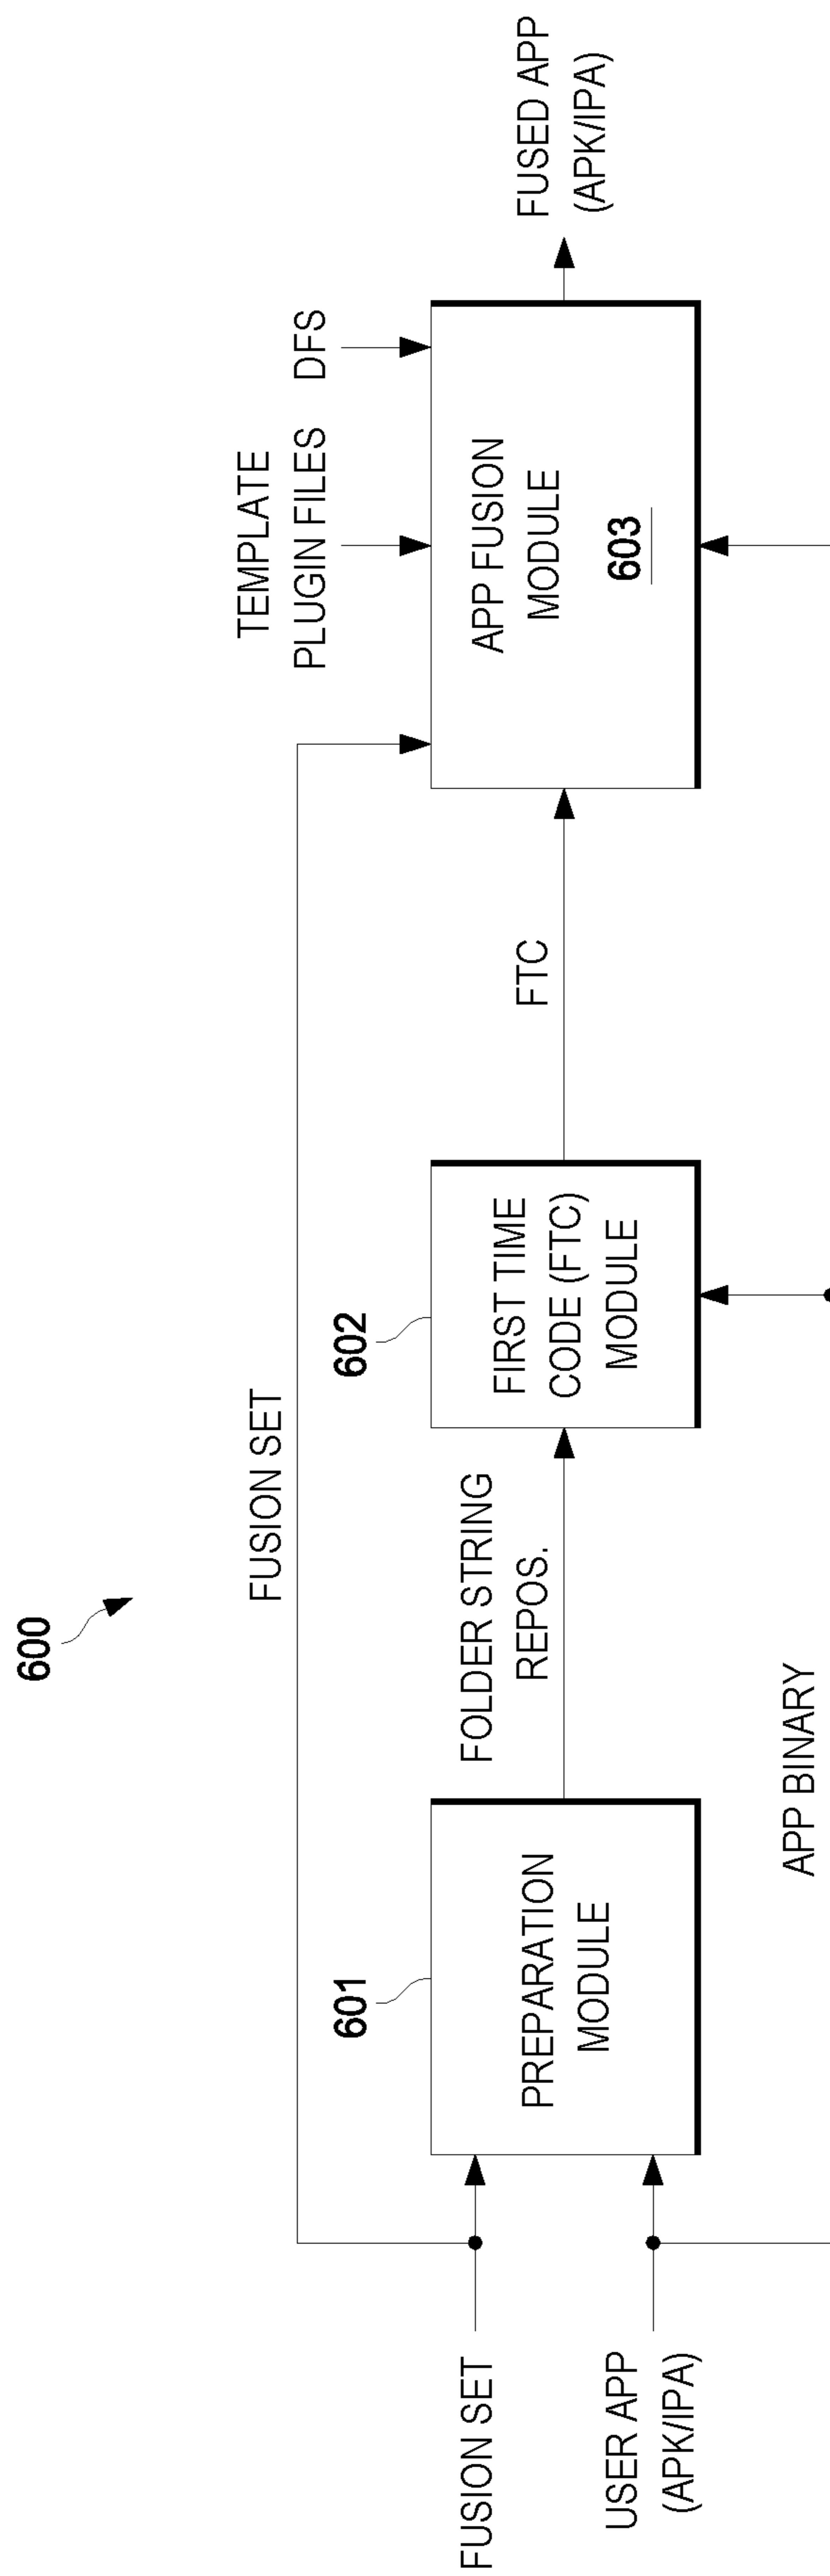 600
FUSION SET
TEMPLATE
PLUGIN FILES
DFS
FUSION SET
USER APP
(APK/IPA)
601
PREPARATION
MODULE
FOLDER STRING
REPOS.
602
FIRST TIME
CODE (FTC)
MODULE
FTC
APP FUSION
MODULE
603
FUSED APP
(APK/IPA)
APP BINARY